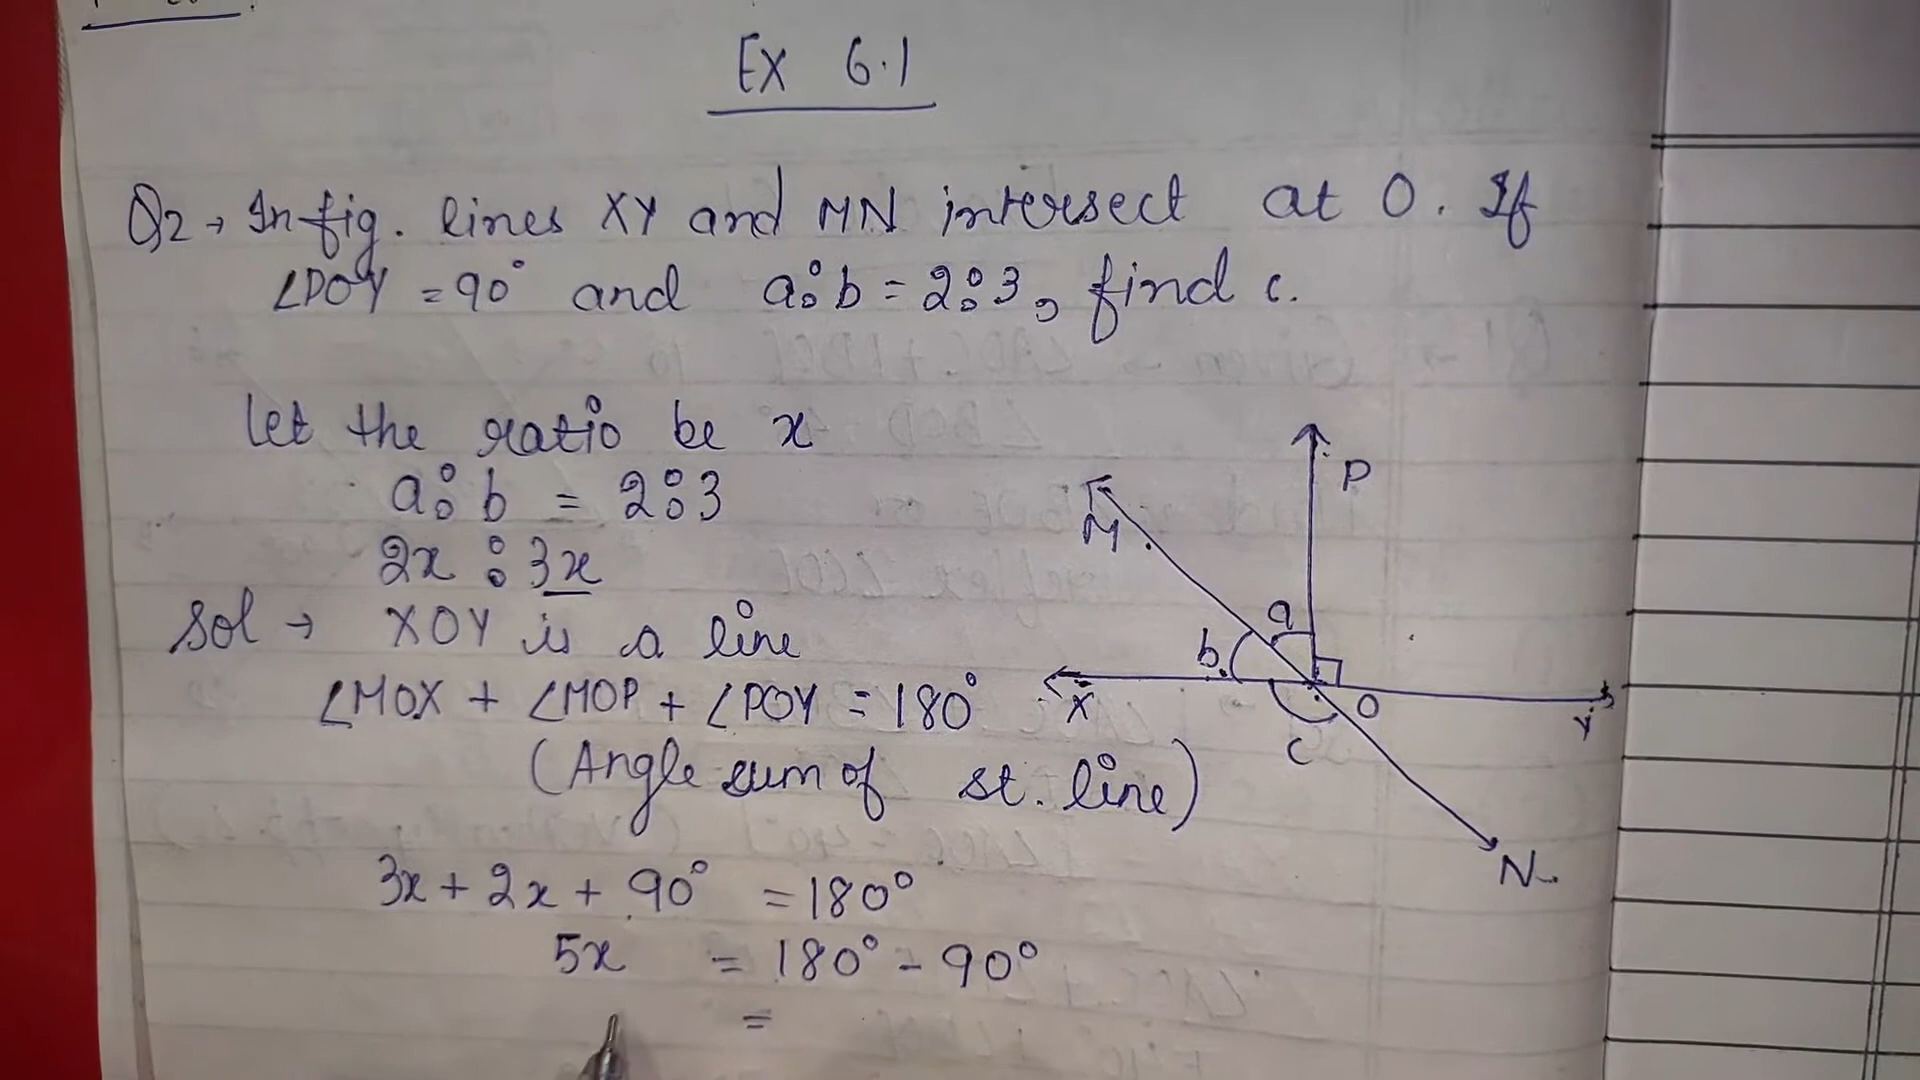 EX 6.1
Q2→ In fig. lines XY and MN intersect at O. If
∠POY = 90° and a:b = 2:3, find c.
let the ratio be x
a:b = 2:3
2x : 3x
Sol → XOY is a line
∠MOX + ∠MOP + ∠POY = 180°
(Angle sum of st. line)
3x + 2x + 90° = 180°
5x = 180° - 90°
=
P
M
a
b
X
O
Y
C
N